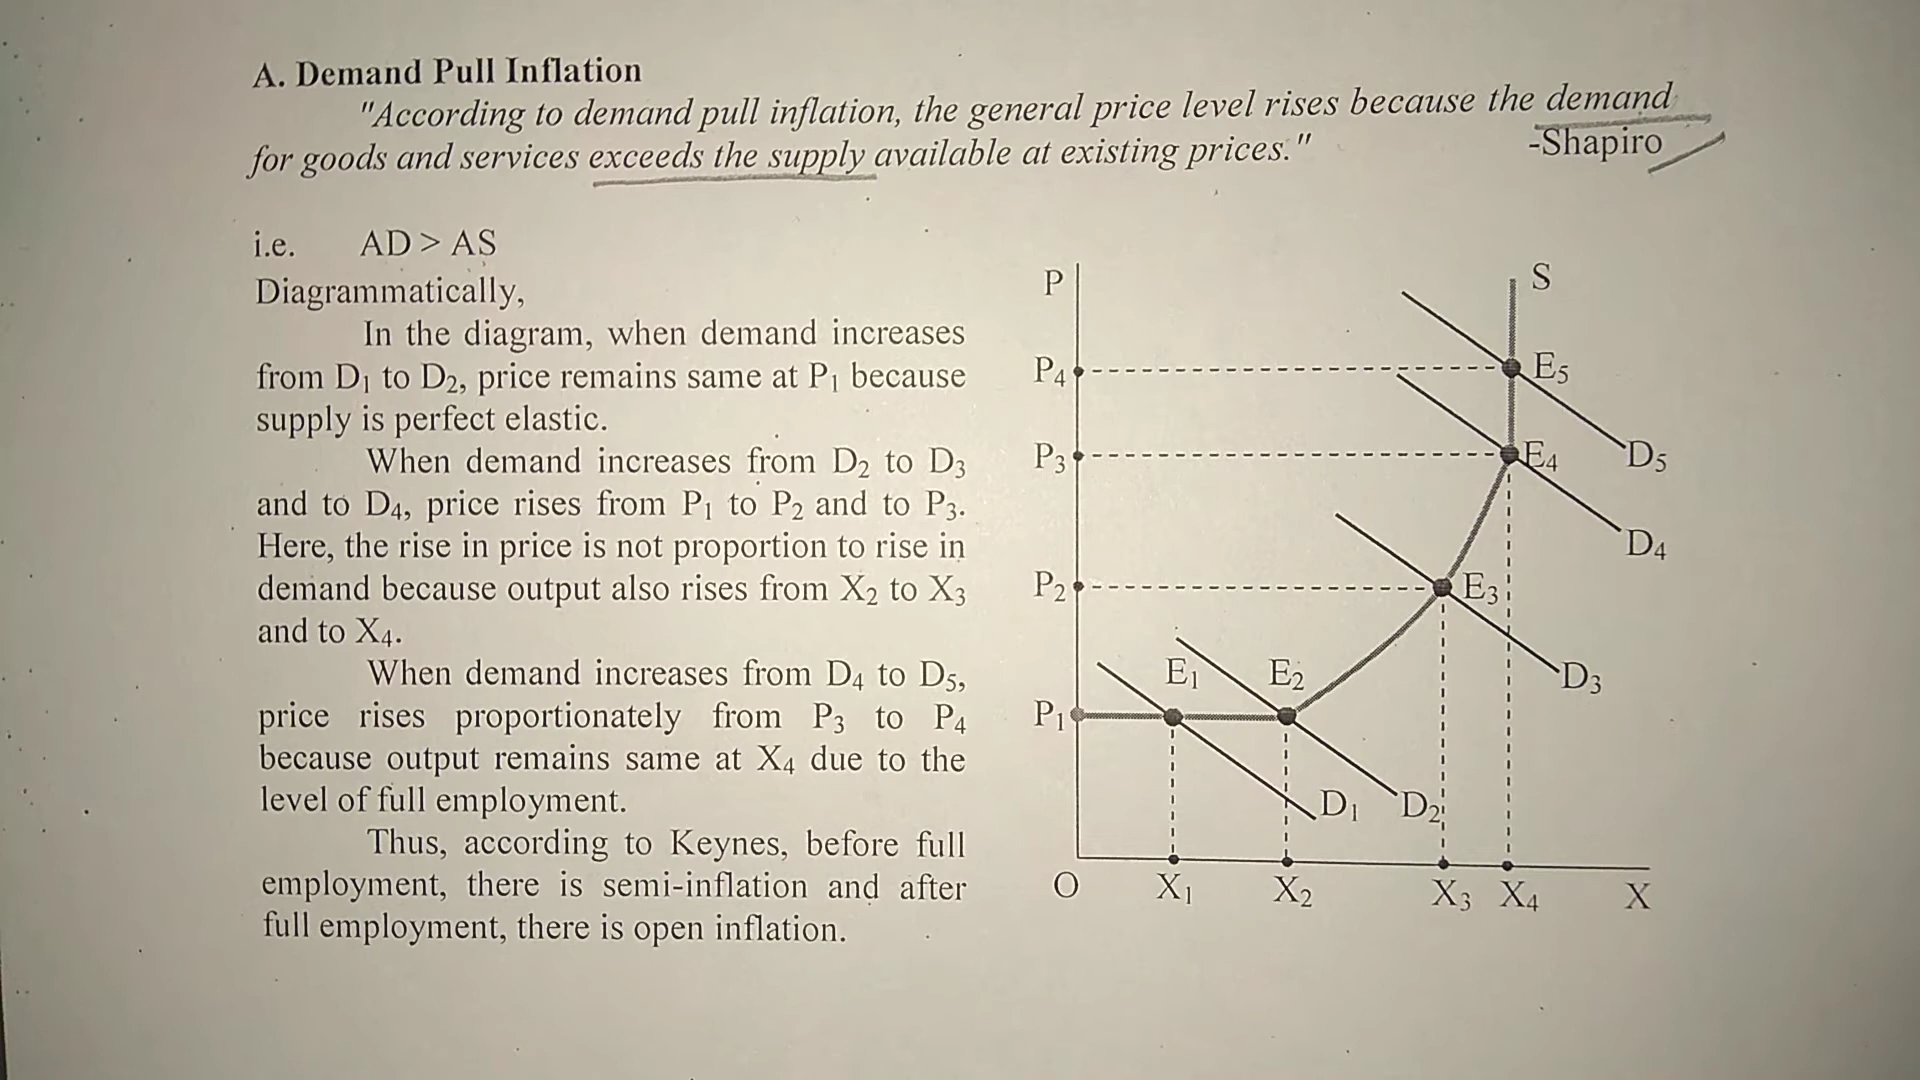 A. Demand Pull Inflation
"According to demand pull inflation, the general price level rises because the demand
for goods and services exceeds the supply available at existing prices."
-Shapiro
i.e. AD > AS
Diagrammatically,
In the diagram, when demand increases
from D₁ to D₂, price remains same at P₁ because
supply is perfect elastic.
When demand increases from D₂ to D₃
and to D₄, price rises from P₁ to P₂ and to P₃.
Here, the rise in price is not proportion to rise in
demand because output also rises from X₂ to X₃
and to X₄.
When demand increases from D₄ to D₅,
price rises proportionately from P₃ to P₄
because output remains same at X₄ due to the
level of full employment.
Thus, according to Keynes, before full
employment, there is semi-inflation and after
full employment, there is open inflation.
P S
P₄ E₅
P₃ E₄ D₅
D₄
P₂ E₃
E₁ E₂ D₃
P₁
D₁ D₂
O X₁ X₂ X₃ X₄ X